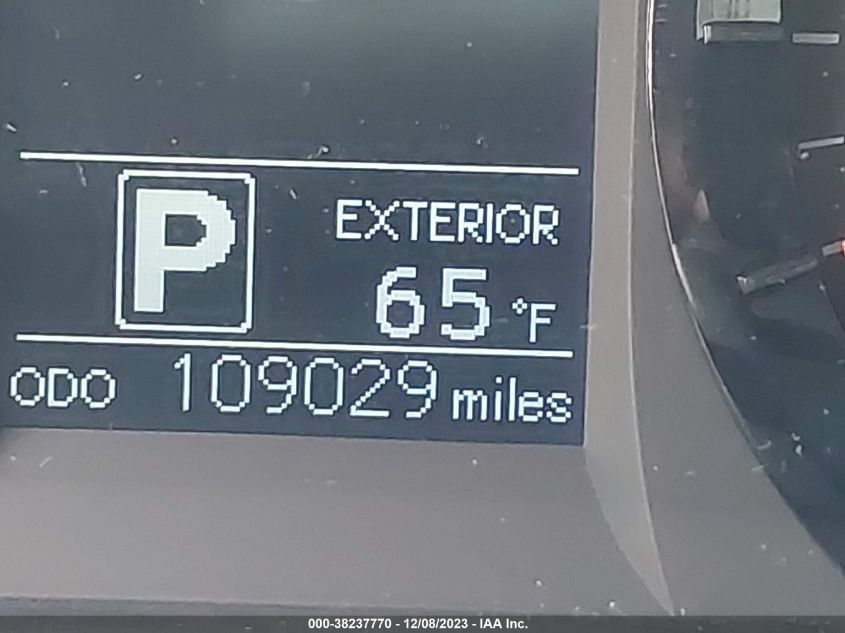 P
EXTERIOR
65 °F
ODO 109029 miles
000-38237770 - 12/08/2023 - IAA Inc.